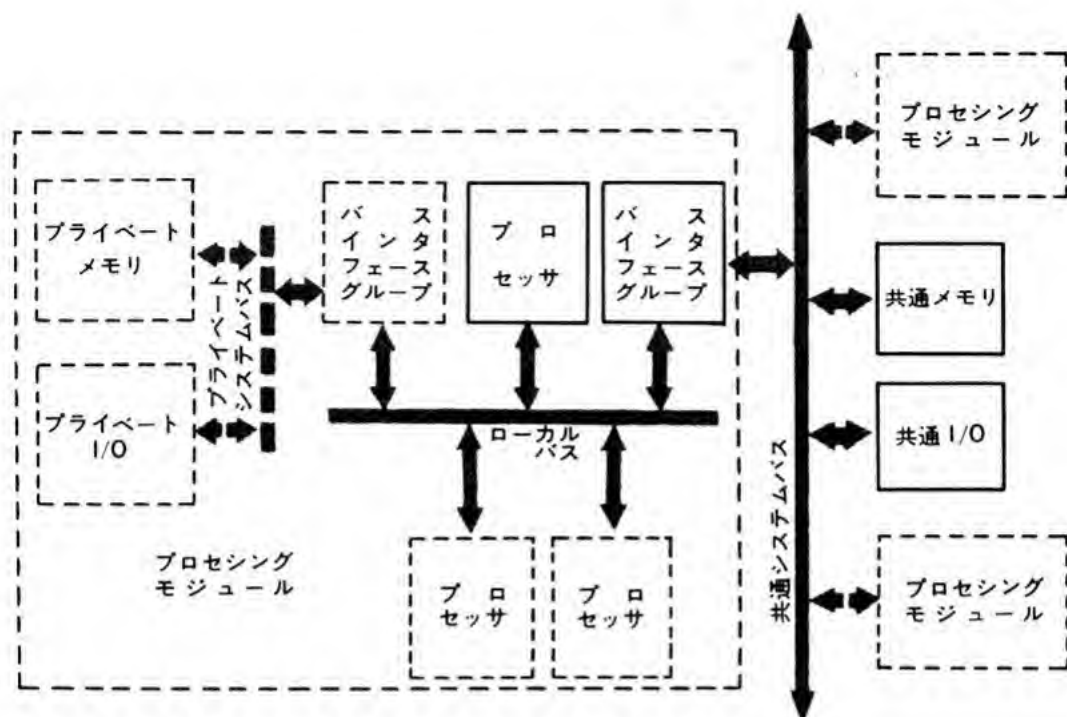 プライベート
メモリ
プライベート
I/O
プライベート
システムバス
バス
インタ
フェース
グループ
プロ
セッサ
バス
インタ
フェース
グループ
ローカル
バス
プロ
セッサ
プロ
セッサ
プロセシング
モジュール
共通システムバス
プロセシング
モジュール
共通メモリ
共通 I/O
プロセシング
モジュール